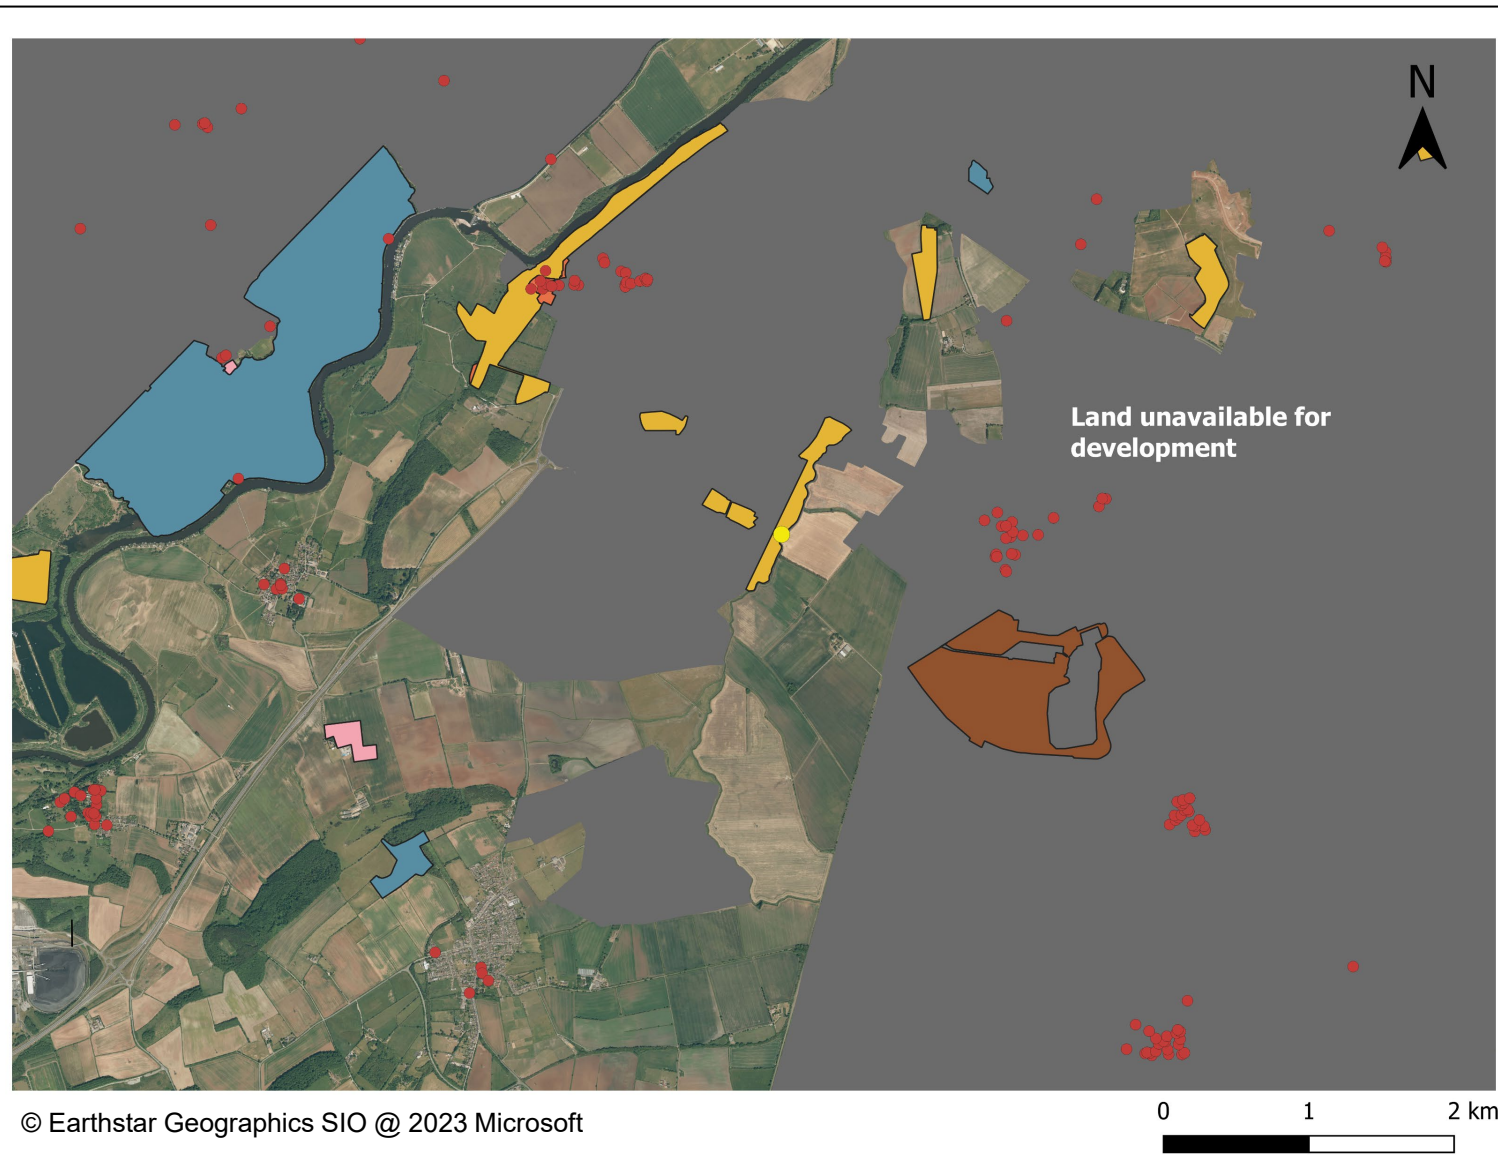 N
Land unavailable for
development
© Earthstar Geographics SIO @ 2023 Microsoft
0 1 2 km